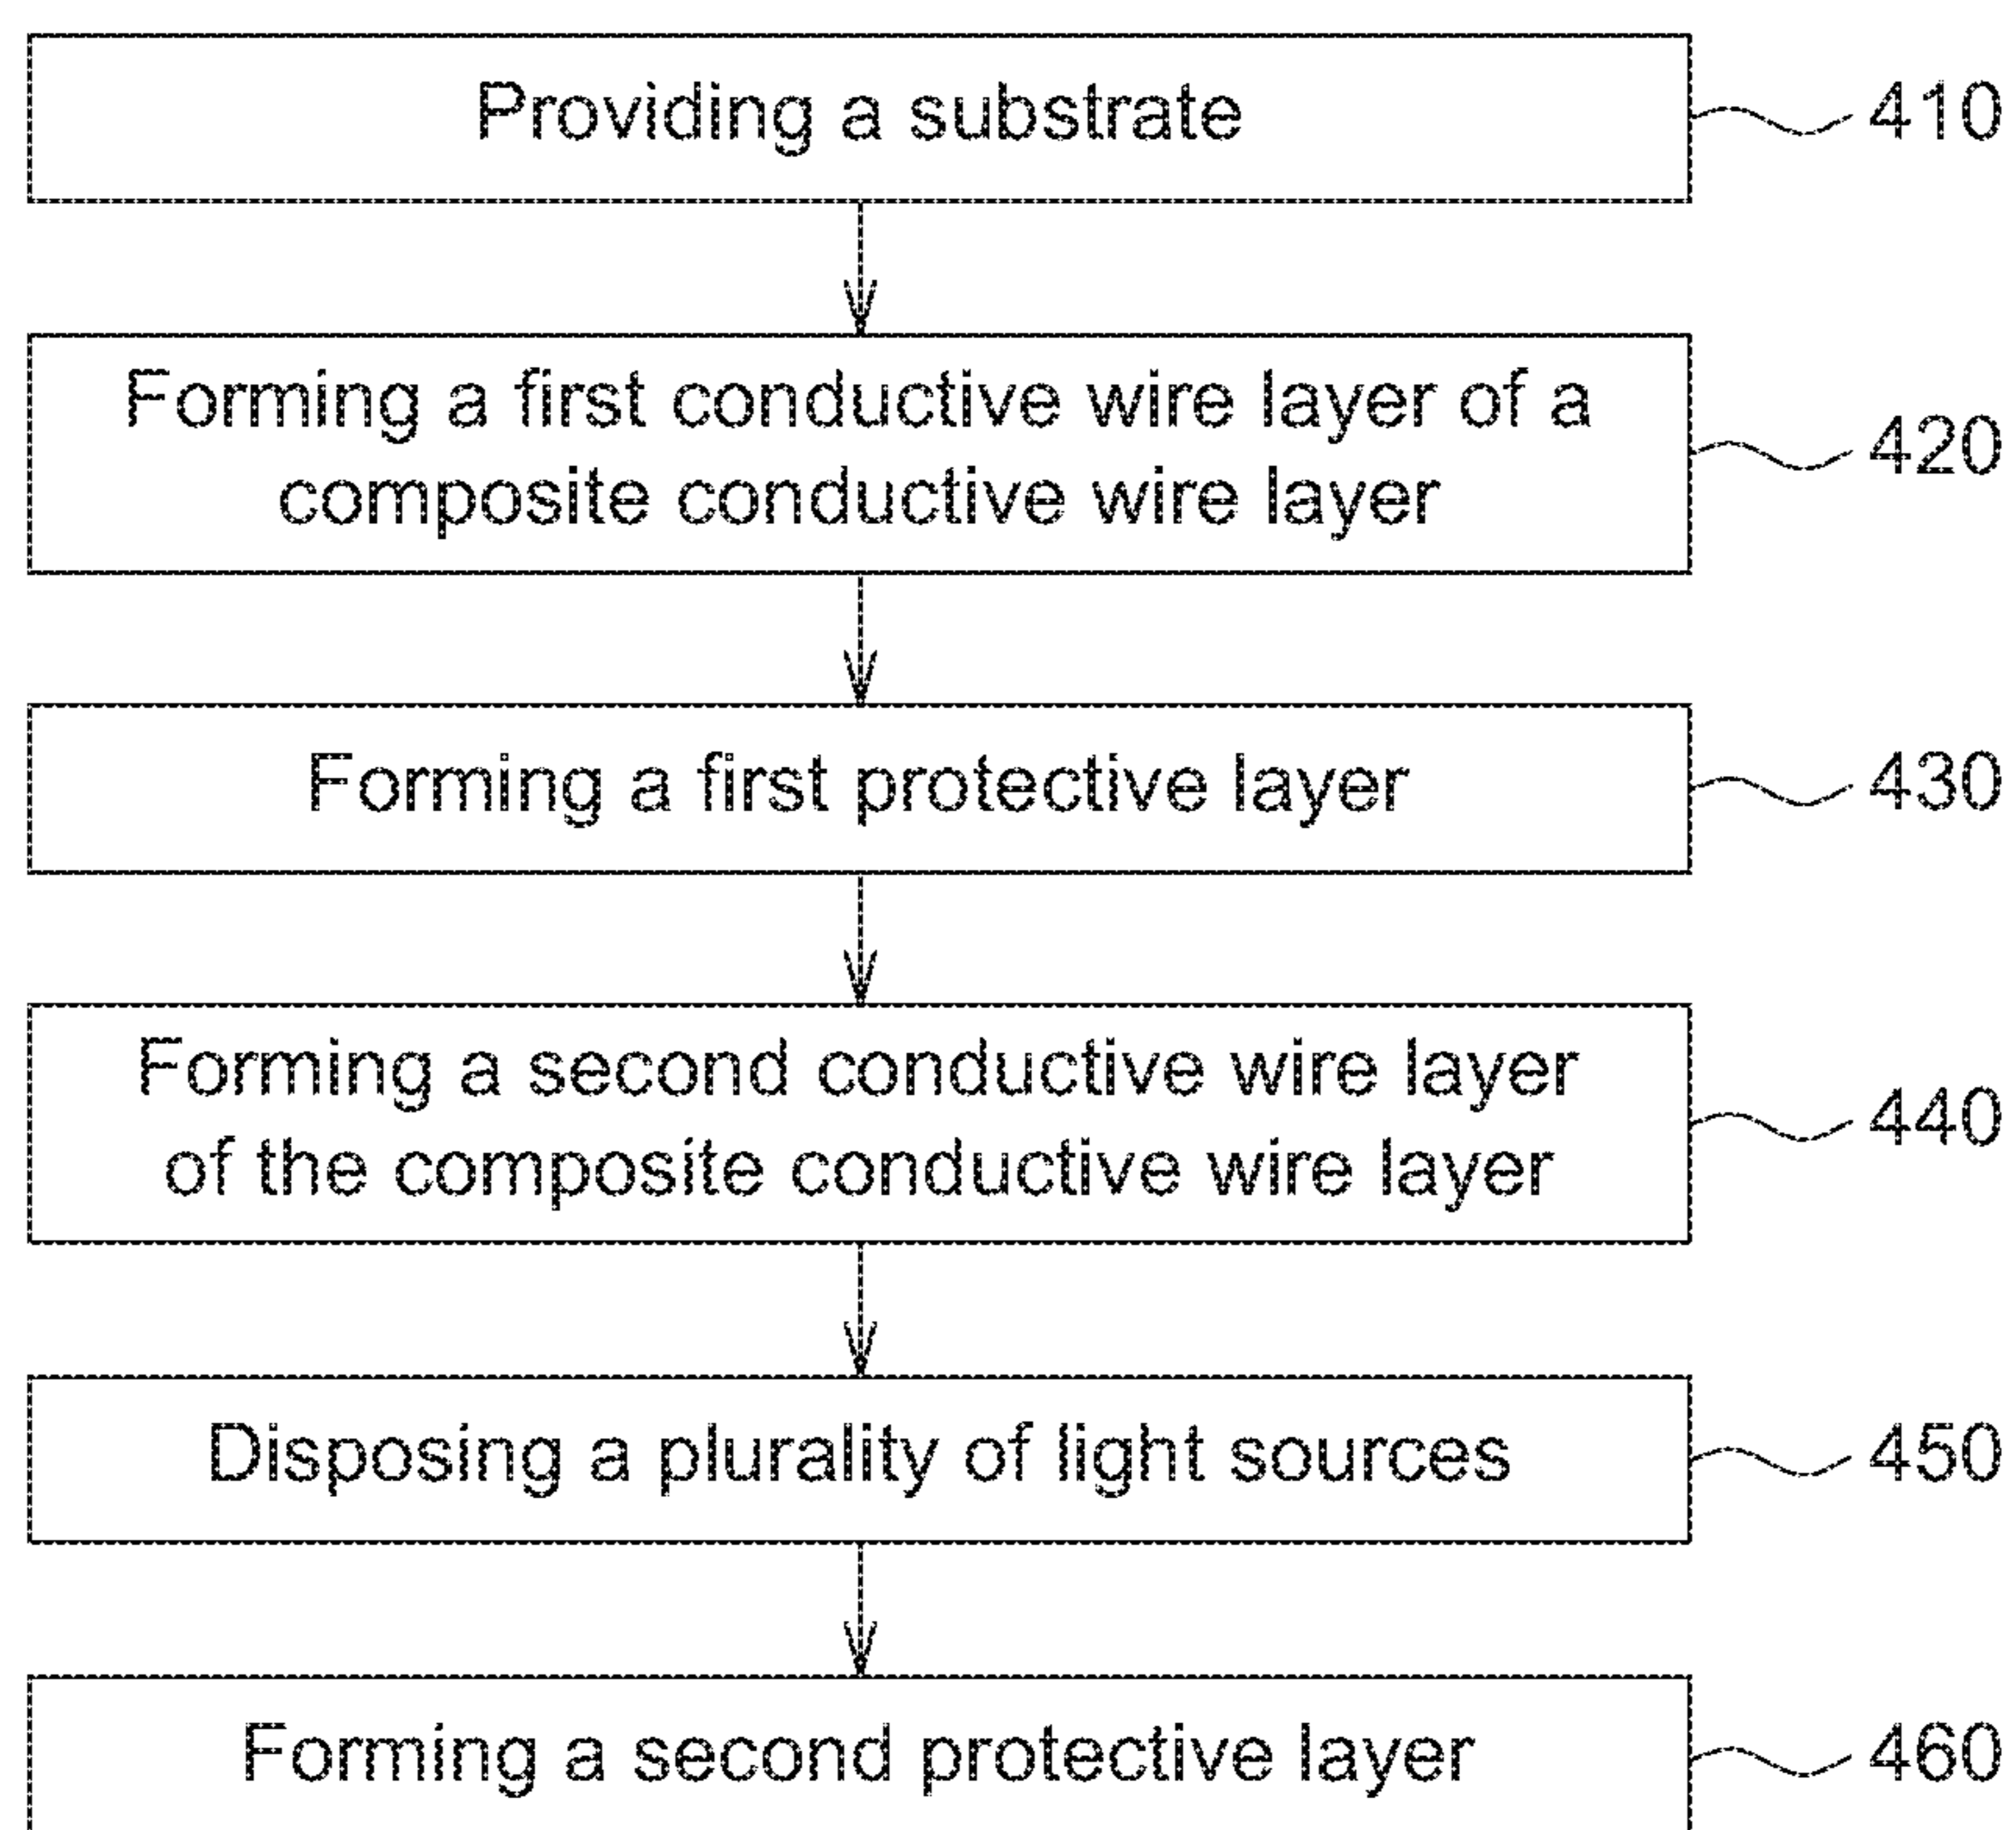 Providing a substrate
410
Forming a first conductive wire layer of a
composite conductive wire layer
420
Forming a first protective layer
430
Forming a second conductive wire layer
of the composite conductive wire layer
440
Disposing a plurality of light sources
450
Forming a second protective layer
460